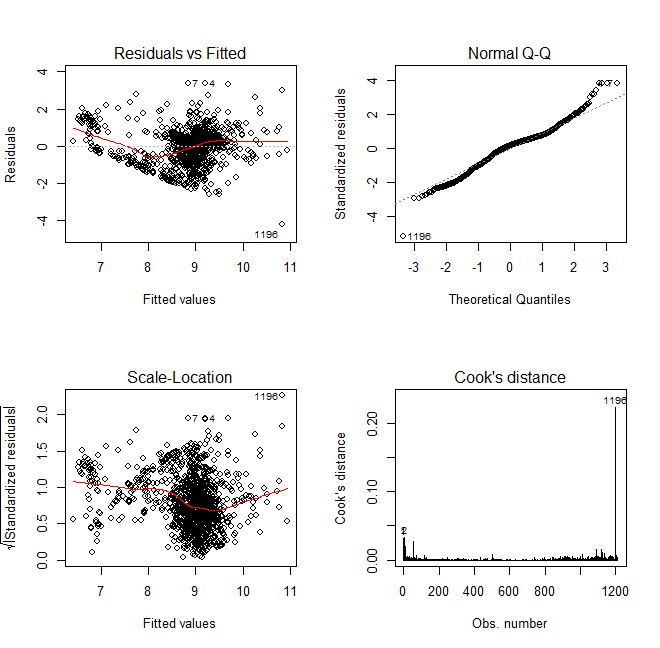 Residuals vs Fitted
Residuals
4
2
0
-2
-4
7
4
1196
7 8 9 10 11
Fitted values
Normal Q-Q
Standardized residuals
4
2
0
-2
-4
4
7
1196
-3 -2 -1 0 1 2 3
Theoretical Quantiles
Scale-Location
√|Standardized residuals|
2.0
1.5
1.0
0.5
0.0
7
4
1196
7 8 9 10 11
Fitted values
Cook's distance
Cook's distance
0.20
0.10
0.00
1196
0 200 400 600 800 1200
Obs. number